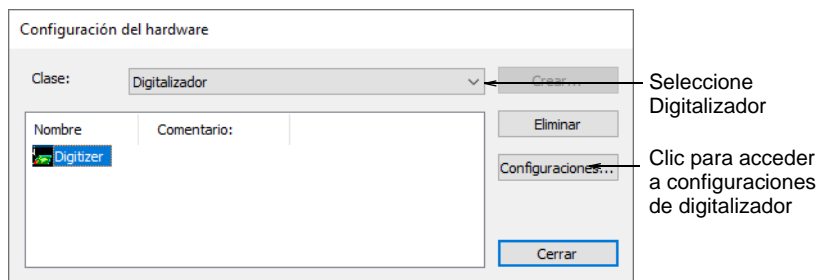 Configuración del hardware
Clase: Digitalizador Crear...
Seleccione
Digitalizador
Nombre Comentario: Eliminar
Digitizer
Configuraciones...
Clic para acceder
a configuraciones
de digitalizador
Cerrar